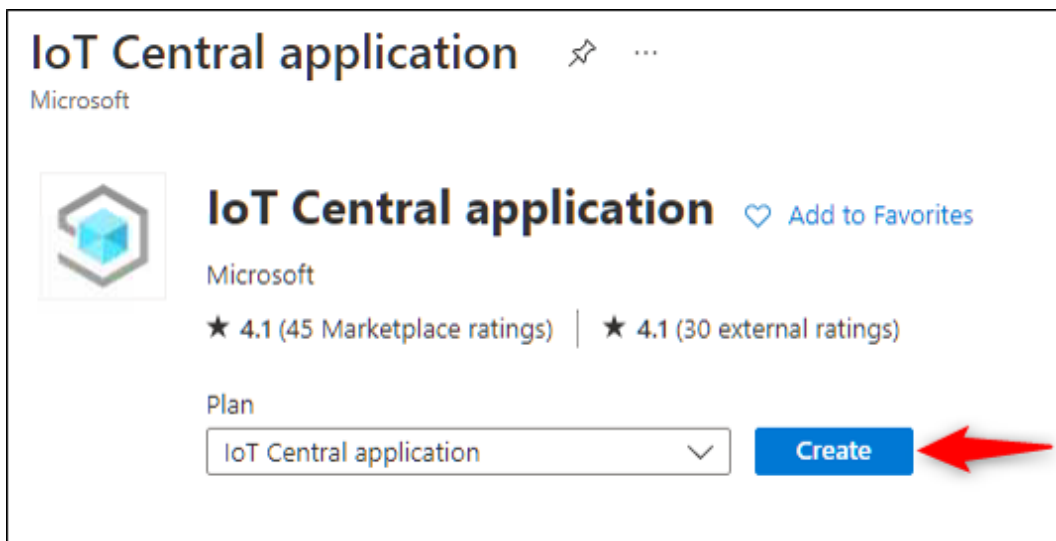 IoT Central application ...
Microsoft
IoT Central application Add to Favorites
Microsoft
★ 4.1 (45 Marketplace ratings) | ★ 4.1 (30 external ratings)
Plan
IoT Central application Create